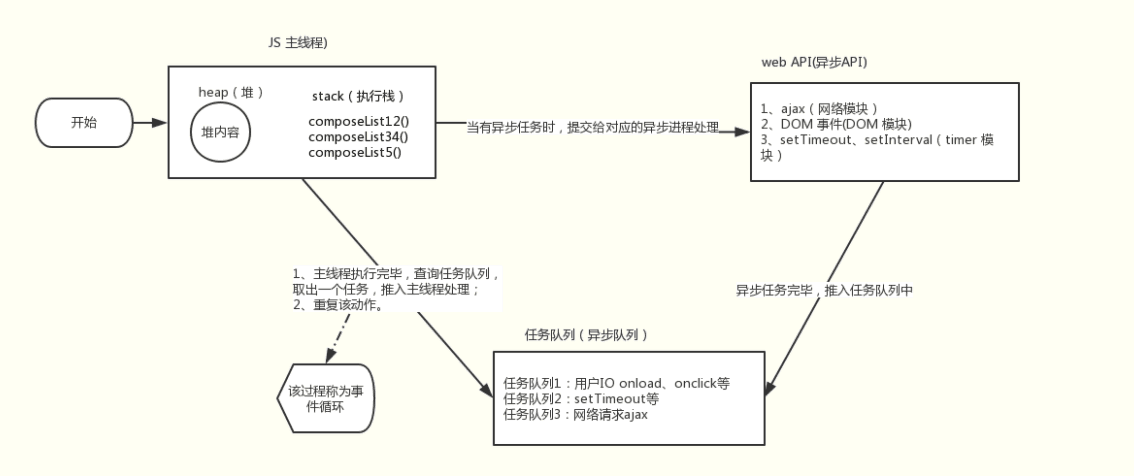 JS 主线程)
web API(异步API)
开始
heap（堆）
堆内容
stack（执行栈）
composeList12()
composeList34()
composeList5()
当有异步任务时，提交给对应的异步进程处理
1、ajax（网络模块）
2、DOM 事件(DOM 模块)
3、setTimeout、setInterval（timer 模
块）
1、主线程执行完毕，查询任务队列，
取出一个任务，推入主线程处理；
2、重复该动作。
异步任务完毕，推入任务队列中
该过程称为事
件循环
任务队列（异步队列）
任务队列1：用户IO onload、onclick等
任务队列2：setTimeout等
任务队列3：网络请求ajax